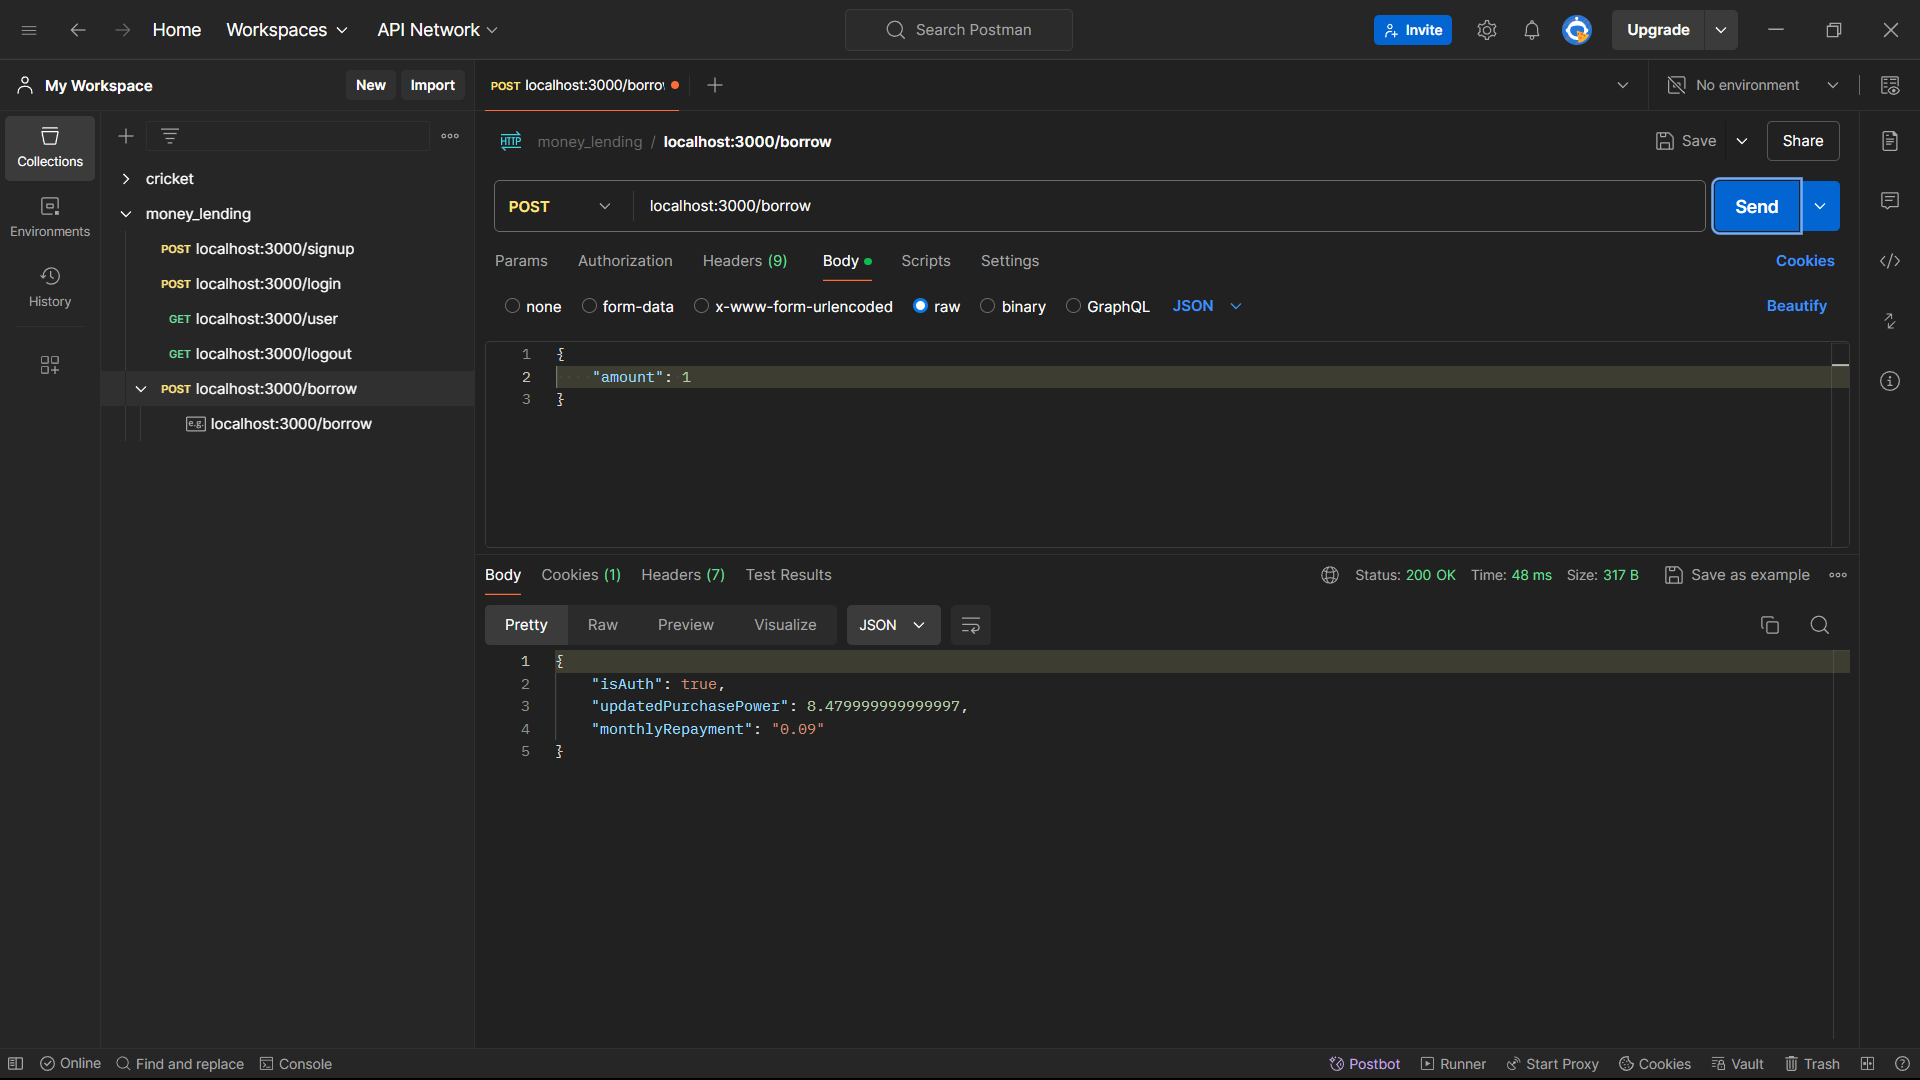 Home Workspaces API Network Search Postman Invite Upgrade
My Workspace New Import POST localhost:3000/borro No environment
Collections
Environments
History
cricket
money_lending
POST localhost:3000/signup
POST localhost:3000/login
GET localhost:3000/user
GET localhost:3000/logout
POST localhost:3000/borrow
e.g. localhost:3000/borrow
HTTP money_lending / localhost:3000/borrow Save Share
POST localhost:3000/borrow Send
Params Authorization Headers (9) Body Scripts Settings Cookies
none form-data x-www-form-urlencoded raw binary GraphQL JSON Beautify
1 {
2 "amount": 1
3 }
Body Cookies (1) Headers (7) Test Results Status: 200 OK Time: 48 ms Size: 317 B Save as example
Pretty Raw Preview Visualize JSON
1 {
2 "isAuth": true,
3 "updatedPurchasePower": 8.479999999999997,
4 "monthlyRepayment": "0.09"
5 }
Online Find and replace Console Postbot Runner Start Proxy Cookies Vault Trash